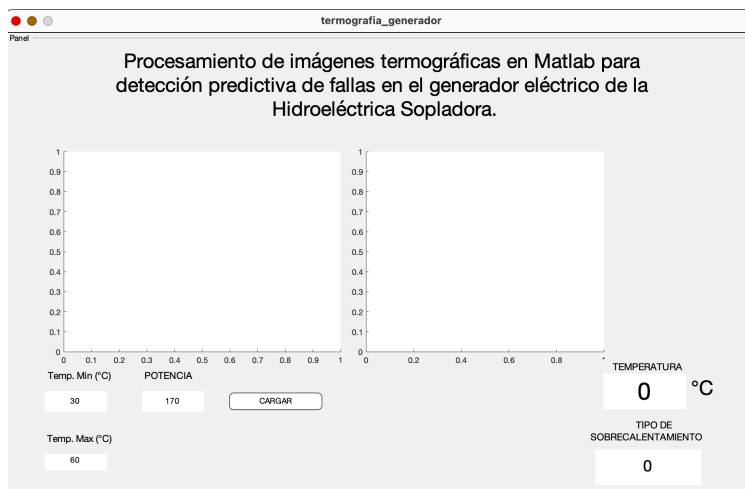 termografia_generador
Panel
Procesamiento de imágenes termográficas en Matlab para
detección predictiva de fallas en el generador eléctrico de la
Hidroeléctrica Sopladora.
1
0.9
0.8
0.7
0.6
0.5
0.4
0.3
0.2
0.1
0
0 0.1 0.2 0.3 0.4 0.5 0.6 0.7 0.8 0.9 1
1
0.9
0.8
0.7
0.6
0.5
0.4
0.3
0.2
0.1
0
0 0.2 0.4 0.6 0.8
Temp. Min (°C)
30
POTENCIA
170
CARGAR
Temp. Max (°C)
60
TEMPERATURA
0 °C
TIPO DE
SOBRECALENTAMIENTO
0